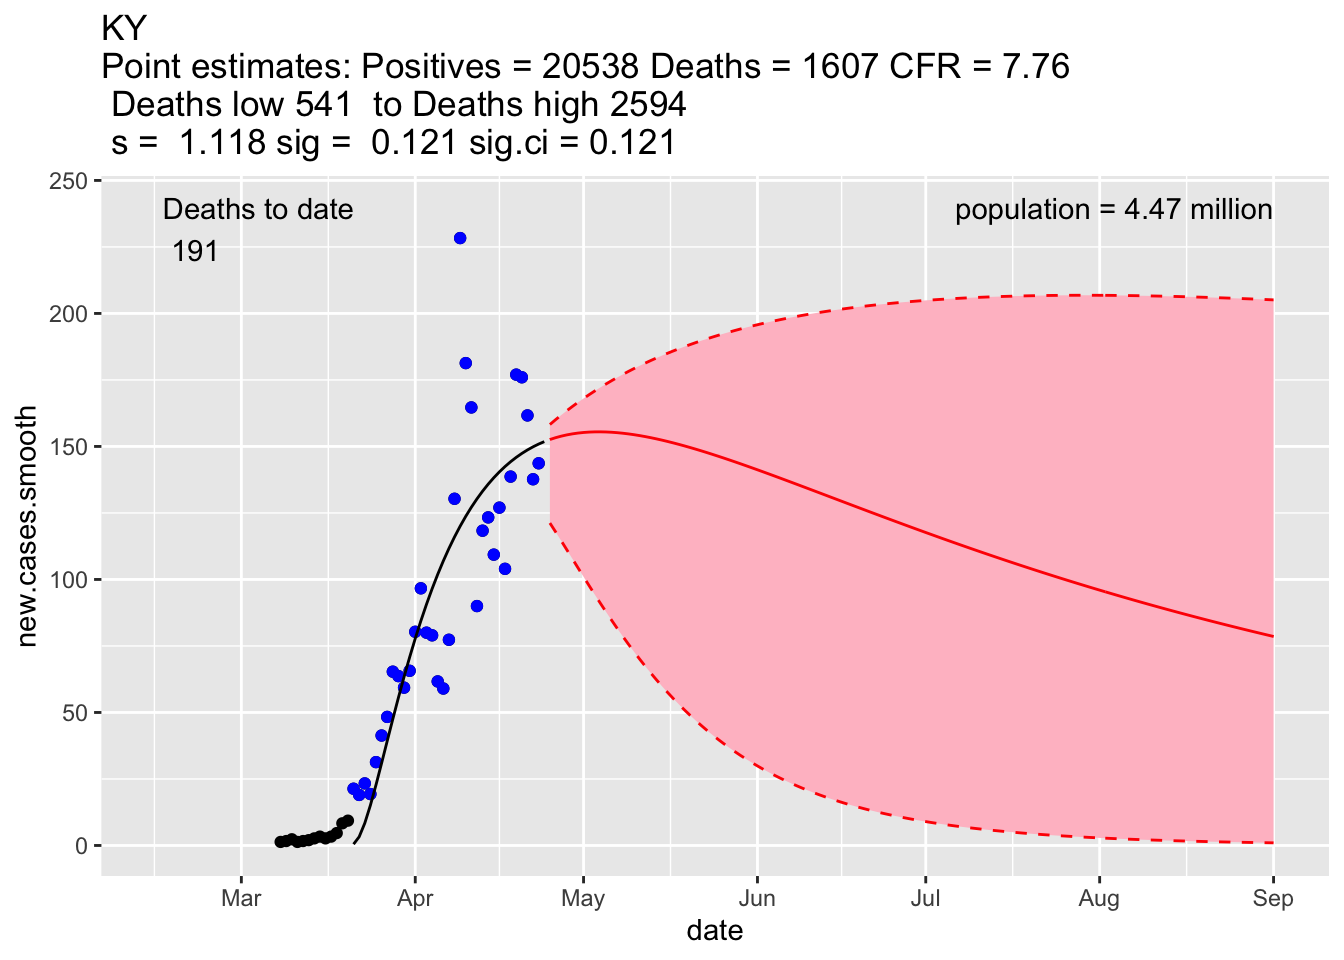 KY
Point estimates: Positives = 20538 Deaths = 1607 CFR = 7.76
Deaths low 541  to Deaths high 2594
s =  1.118 sig =  0.121 sig.ci = 0.121
250
Deaths to date
population = 4.47 million
191
200
150
100
50
0
new.cases.smooth
Mar Apr May Jun Jul Aug Sep
date